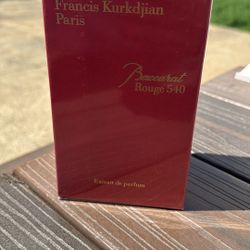 Francis Kurkdjian
Paris
Baccarat
Rouge 540
Extrait de parfum